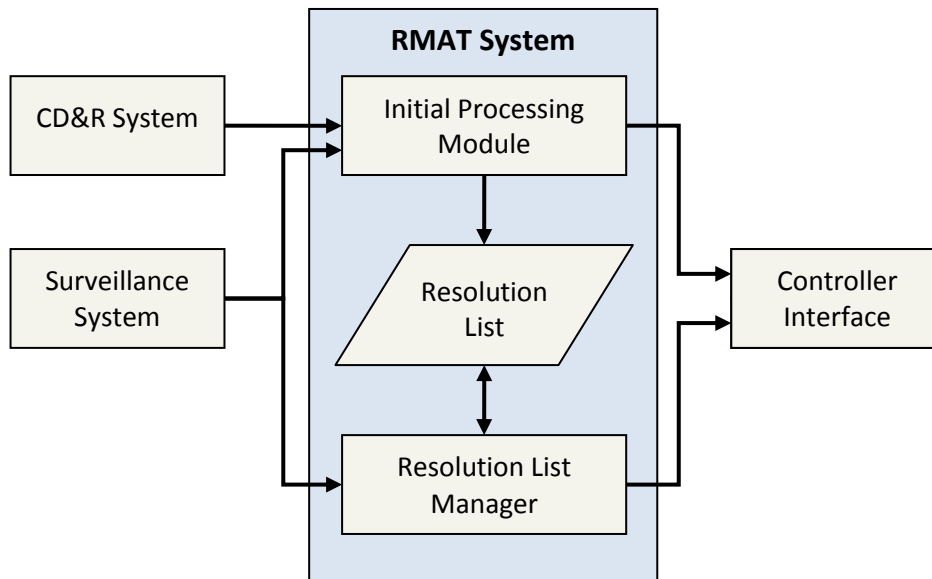 RMAT System
CD&R System
Initial Processing
Module
Surveillance
System
Resolution
List
Controller
Interface
Resolution List
Manager